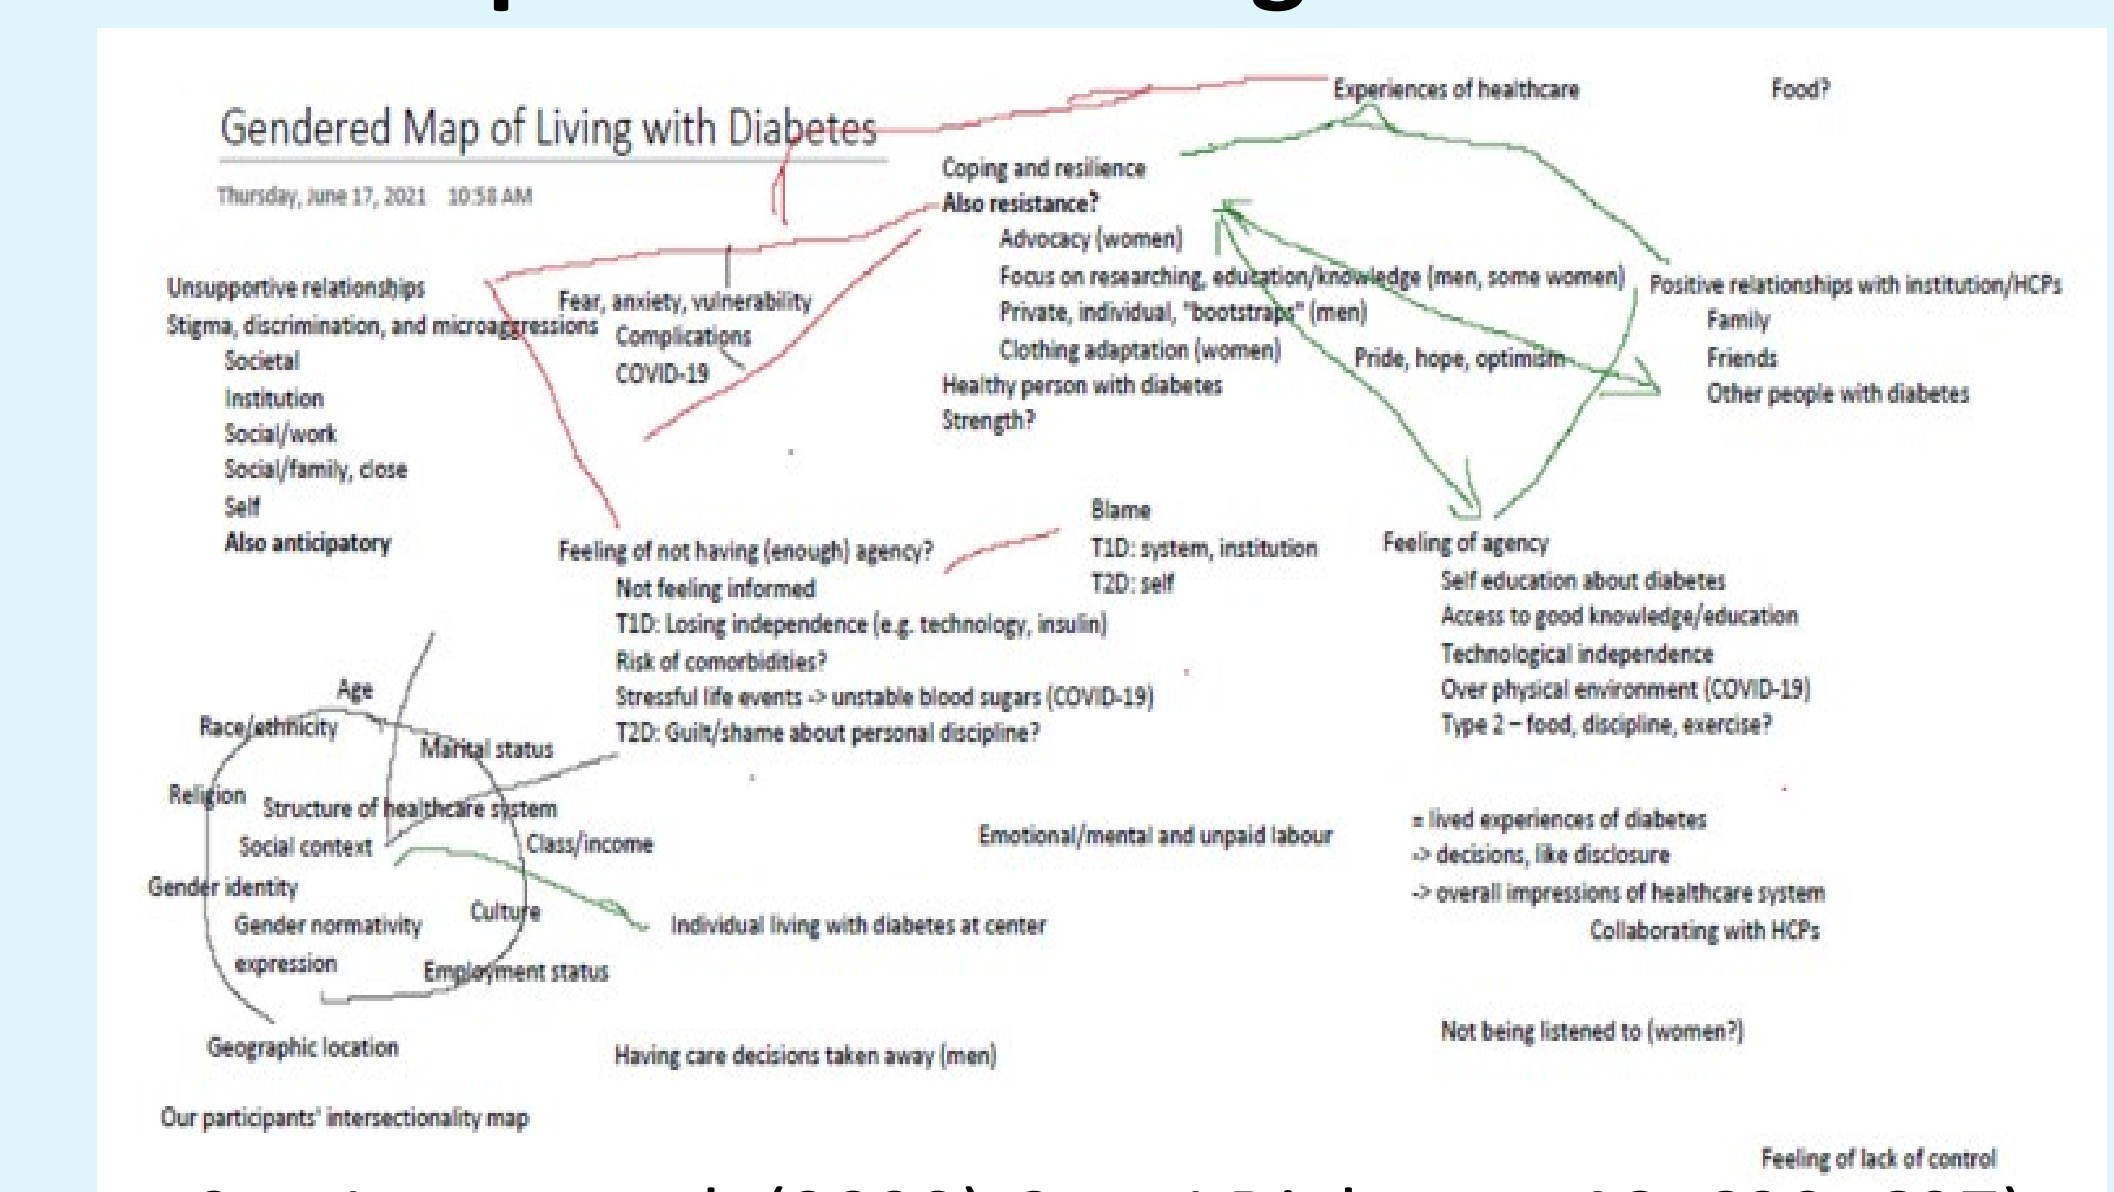 Gendered Map of Living with Diabetes
Thursday, June 17, 2021 10:58 AM
Experiences of healthcare
Food?
Coping and resilience
Also resistance?
Advocacy (women)
Focus on researching, education/knowledge (men, some women)
Private, individual, "bootstraps" (men)
Clothing adaptation (women)
Healthy person with diabetes
Strength?
Unsupportive relationships
Stigma, discrimination, and microaggressions
Societal
Institution
Social/work
Social/family, close
Self
Also anticipatory
Fear, anxiety, vulnerability
Complications
COVID-19
Pride, hope, optimism
Positive relationships with institution/HCPs
Family
Friends
Other people with diabetes
Feeling of not having (enough) agency?
Not feeling informed
T1D: Losing independence (e.g. technology, insulin)
Risk of comorbidities?
Stressful life events -> unstable blood sugars (COVID-19)
T2D: Guilt/shame about personal discipline?
Blame
T1D: system, institution
T2D: self
Feeling of agency
Self education about diabetes
Access to good knowledge/education
Technological independence
Over physical environment (COVID-19)
Type 2 – food, discipline, exercise?
Age
Race/ethnicity
Marital status
Religion
Structure of healthcare system
Social context
Class/income
Gender identity
Culture
Gender normativity
expression
Employment status
Geographic location
Our participants' intersectionality map
Emotional/mental and unpaid labour
Individual living with diabetes at center
Having care decisions taken away (men)
= lived experiences of diabetes
-> decisions, like disclosure
-> overall impressions of healthcare system
Collaborating with HCPs
Not being listened to (women?)
Feeling of lack of control